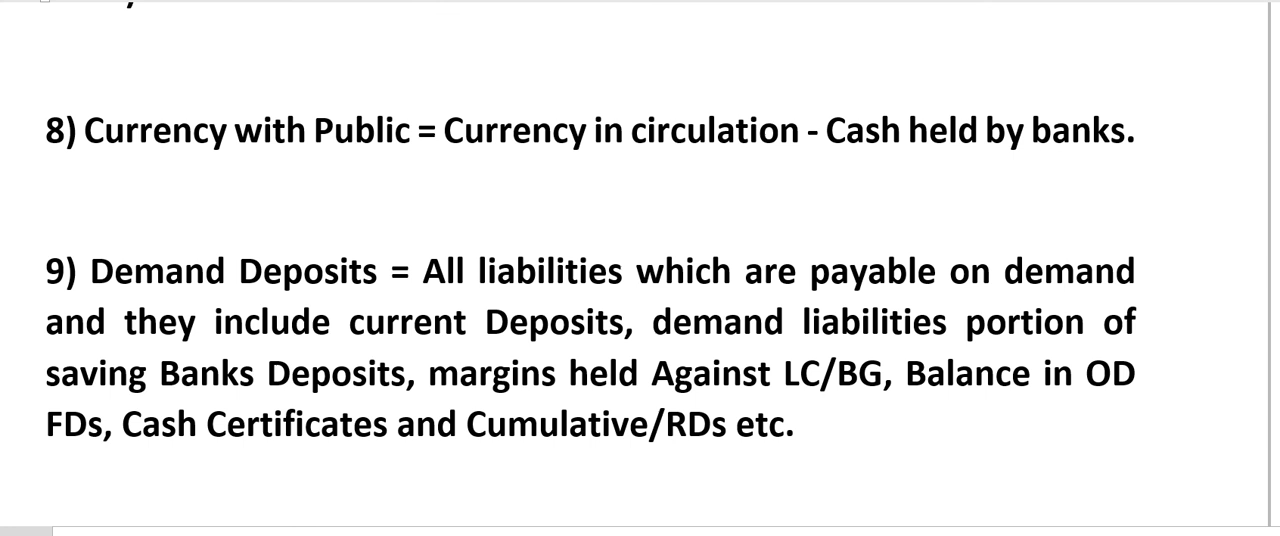 8) Currency with Public = Currency in circulation - Cash held by banks.
9) Demand Deposits = All liabilities which are payable on demand
and they include current Deposits, demand liabilities portion of
saving Banks Deposits, margins held Against LC/BG, Balance in OD
FDs, Cash Certificates and Cumulative/RDs etc.